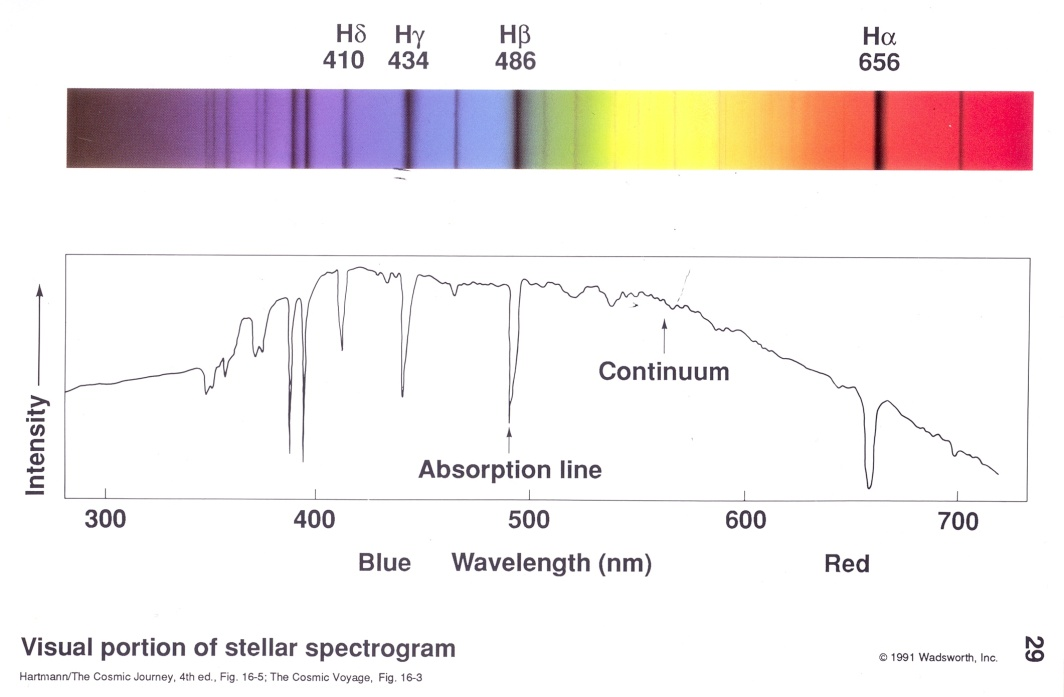 Hδ Hγ Hβ Hα
410 434 486 656
Continuum
Absorption line
Intensity
300 400 500 600 700
Blue Wavelength (nm) Red
Visual portion of stellar spectrogram
Hartmann/The Cosmic Journey, 4th ed., Fig. 16-5; The Cosmic Voyage, Fig. 16-3
© 1991 Wadsworth, Inc.
29